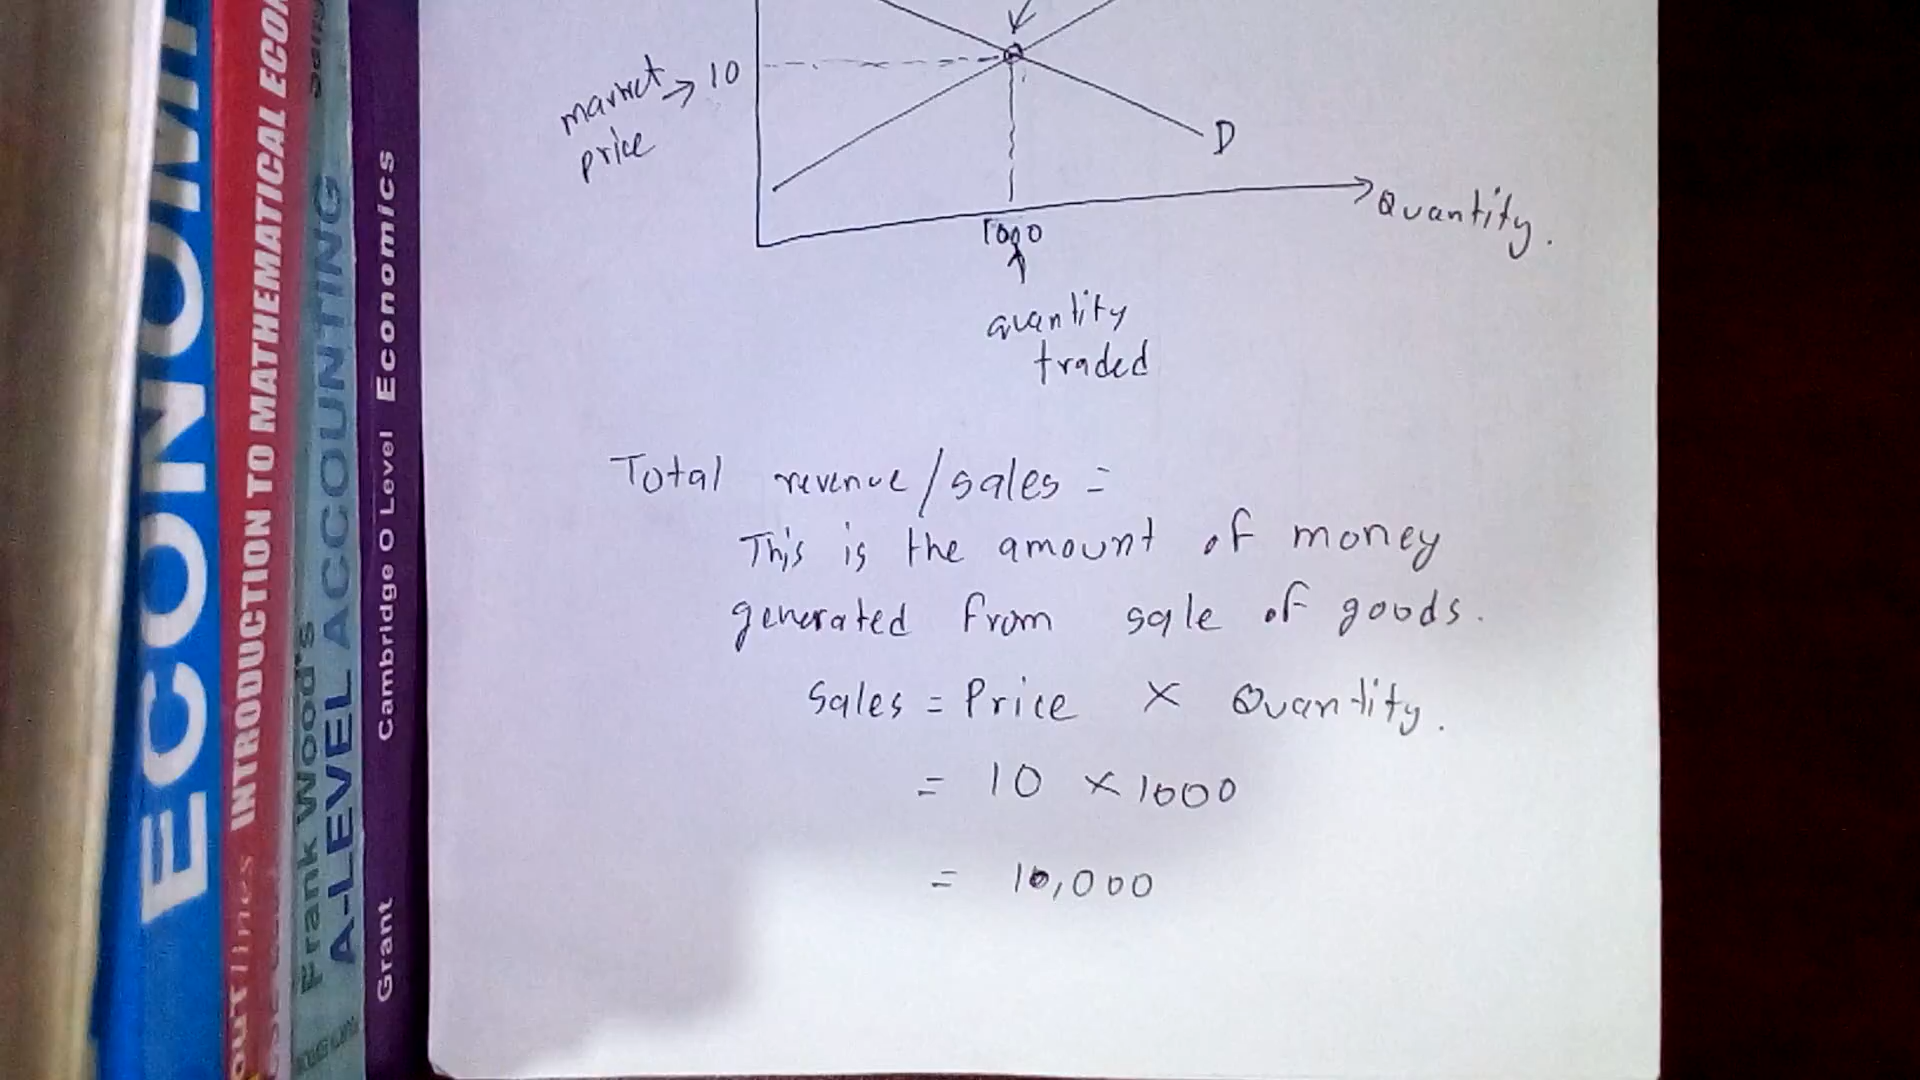 ECONOMI
OUTlines INTRODUCTION TO MATHEMATICAL ECON
Frank Wood's
A-LEVEL ACCOUNTING
Grant Cambridge O Level Economics
market → 10
price
D
Quantity.
1000
quantity
traded
Total revenue/sales =
This is the amount of money
generated from sale of goods.
Sales = Price × Quantity.
= 10 × 1000
= 10,000